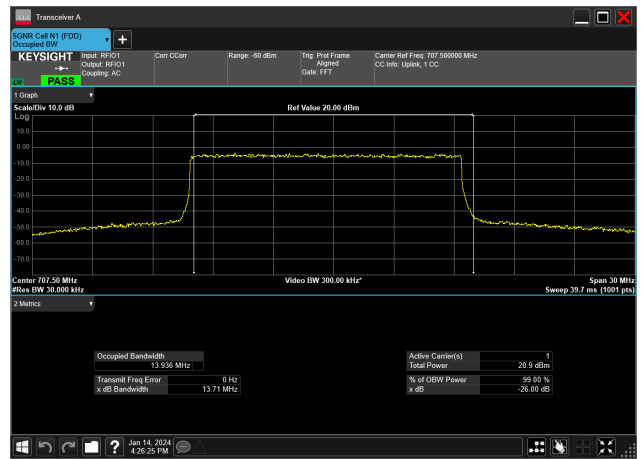 Transceiver A
5GNR Cell N1 (FDD)
Occupied BW
KEYSIGHT
PASS
Input: RFIO1
Output: RFIO1
Coupling: AC
Corr CCorr
Range: -60 dBm
Trig: Prot Frame
Aligned
Gate: FFT
Carrier Ref Freq: 707.500000 MHz
CC Info: Uplink, 1 CC
1 Graph
Scale/Div 10.0 dB
Ref Value 20.00 dBm
Log
10.0
0.00
-10.0
-20.0
-30.0
-40.0
-50.0
-60.0
-70.0
Center 707.50 MHz
Video BW 300.00 kHz*
Span 30 MHz
#Res BW 30.000 kHz
Sweep 39.7 ms (1001 pts)
2 Metrics
Occupied Bandwidth
13.936 MHz
Active Carrier(s) 1
Total Power 20.9 dBm
Transmit Freq Error 0 Hz
x dB Bandwidth 13.71 MHz
% of OBW Power 99.00 %
x dB -26.00 dB
Jan 14, 2024
4:26:25 PM